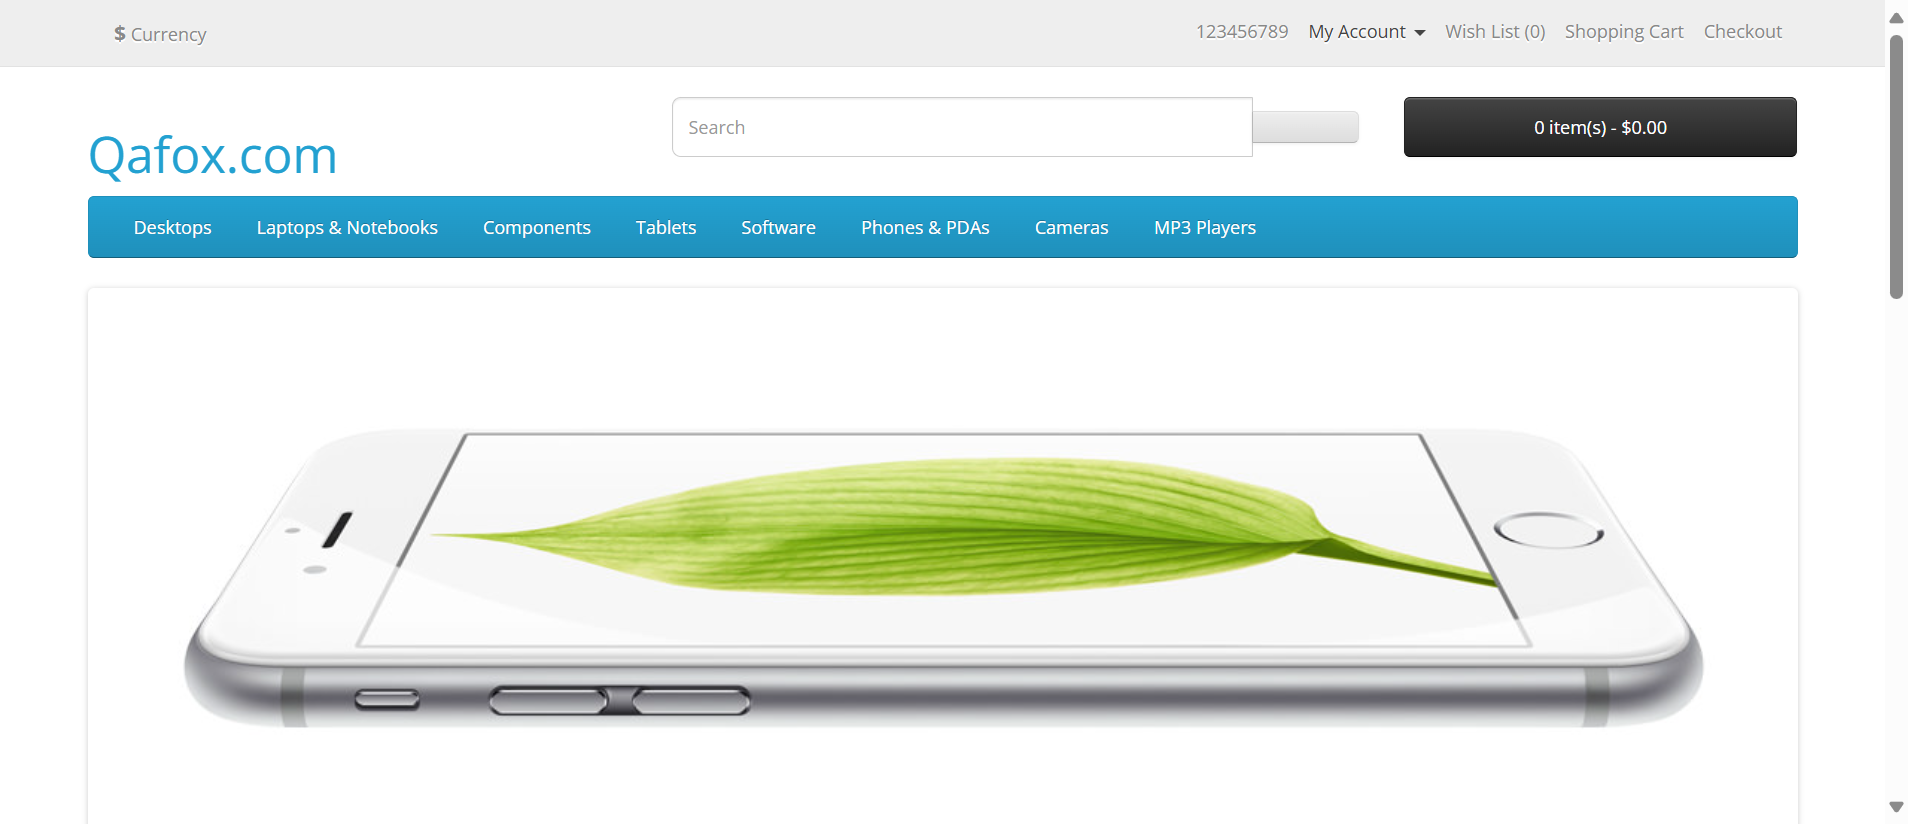 $ Currency
123456789 My Account Wish List (0) Shopping Cart Checkout
Qafox.com
Search
0 item(s) - $0.00
Desktops Laptops & Notebooks Components Tablets Software Phones & PDAs Cameras MP3 Players